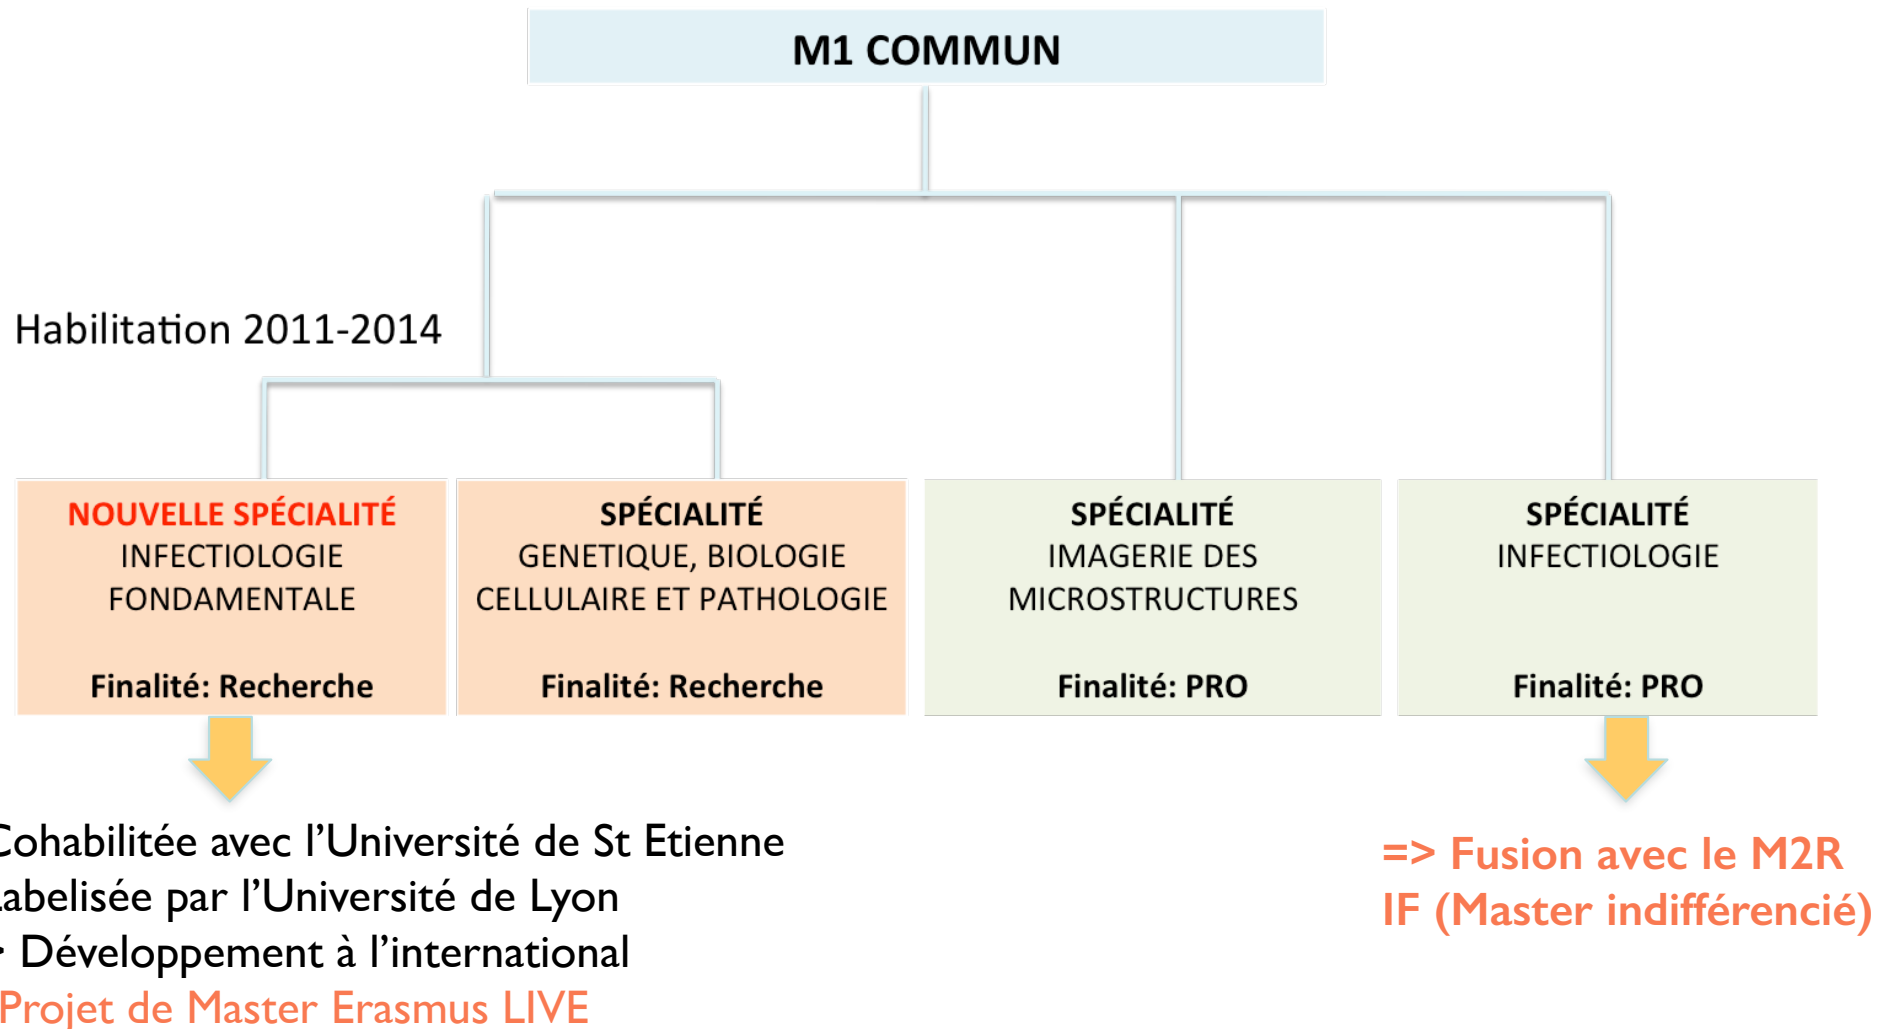 M1 COMMUN
Habilitation 2011-2014
NOUVELLE SPÉCIALITÉ
INFECTIOLOGIE
FONDAMENTALE
Finalité: Recherche
SPÉCIALITÉ
GENETIQUE, BIOLOGIE
CELLULAIRE ET PATHOLOGIE
Finalité: Recherche
SPÉCIALITÉ
IMAGERIE DES
MICROSTRUCTURES
Finalité: PRO
SPÉCIALITÉ
INFECTIOLOGIE
Finalité: PRO
Cohabilitée avec l’Université de St Etienne
Labelisée par l’Université de Lyon
> Développement à l’international
Projet de Master Erasmus LIVE
=> Fusion avec le M2R
IF (Master indifférencié)